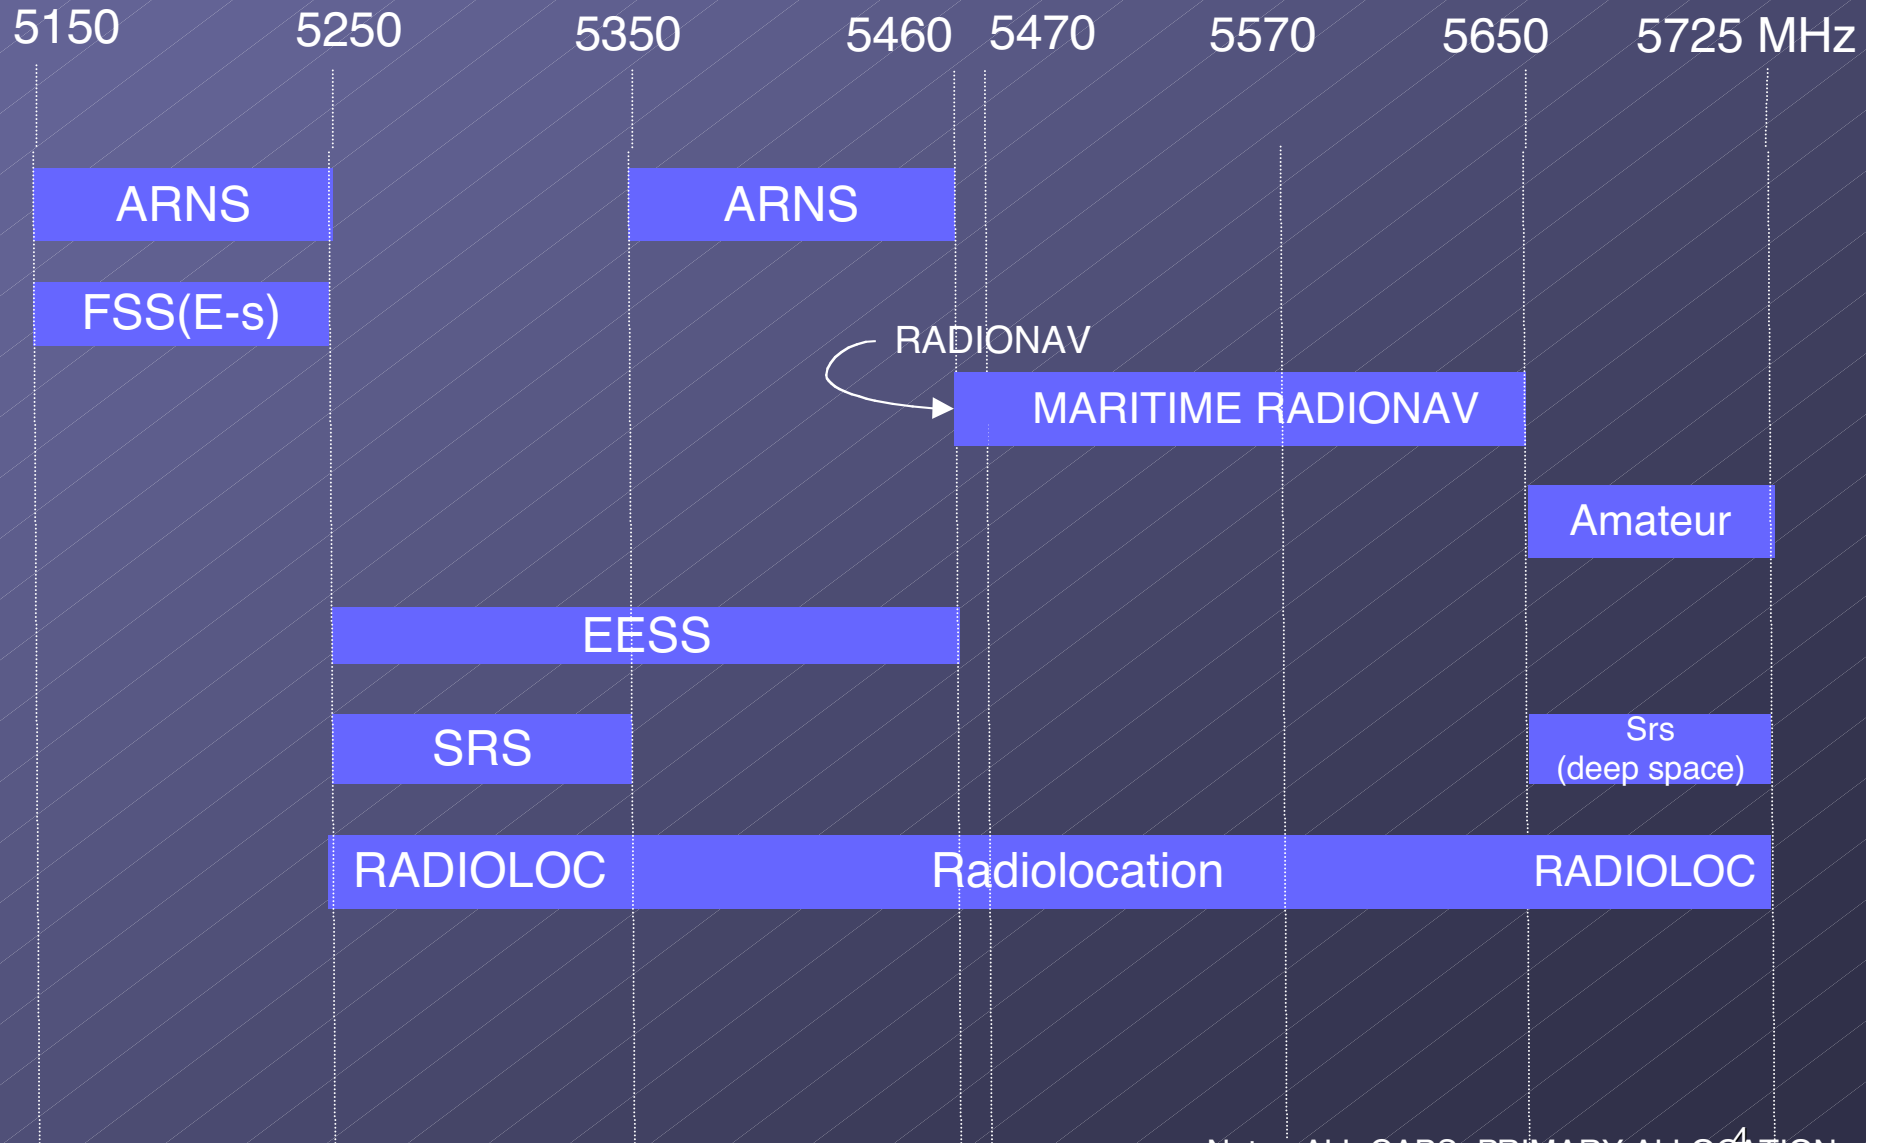 5150 5250 5350 5460 5470 5570 5650 5725 MHz
ARNS ARNS
FSS(E-s)
RADIONAV
MARITIME RADIONAV
Amateur
EESS
SRS
Srs
(deep space)
RADIOLOC Radiolocation RADIOLOC
4